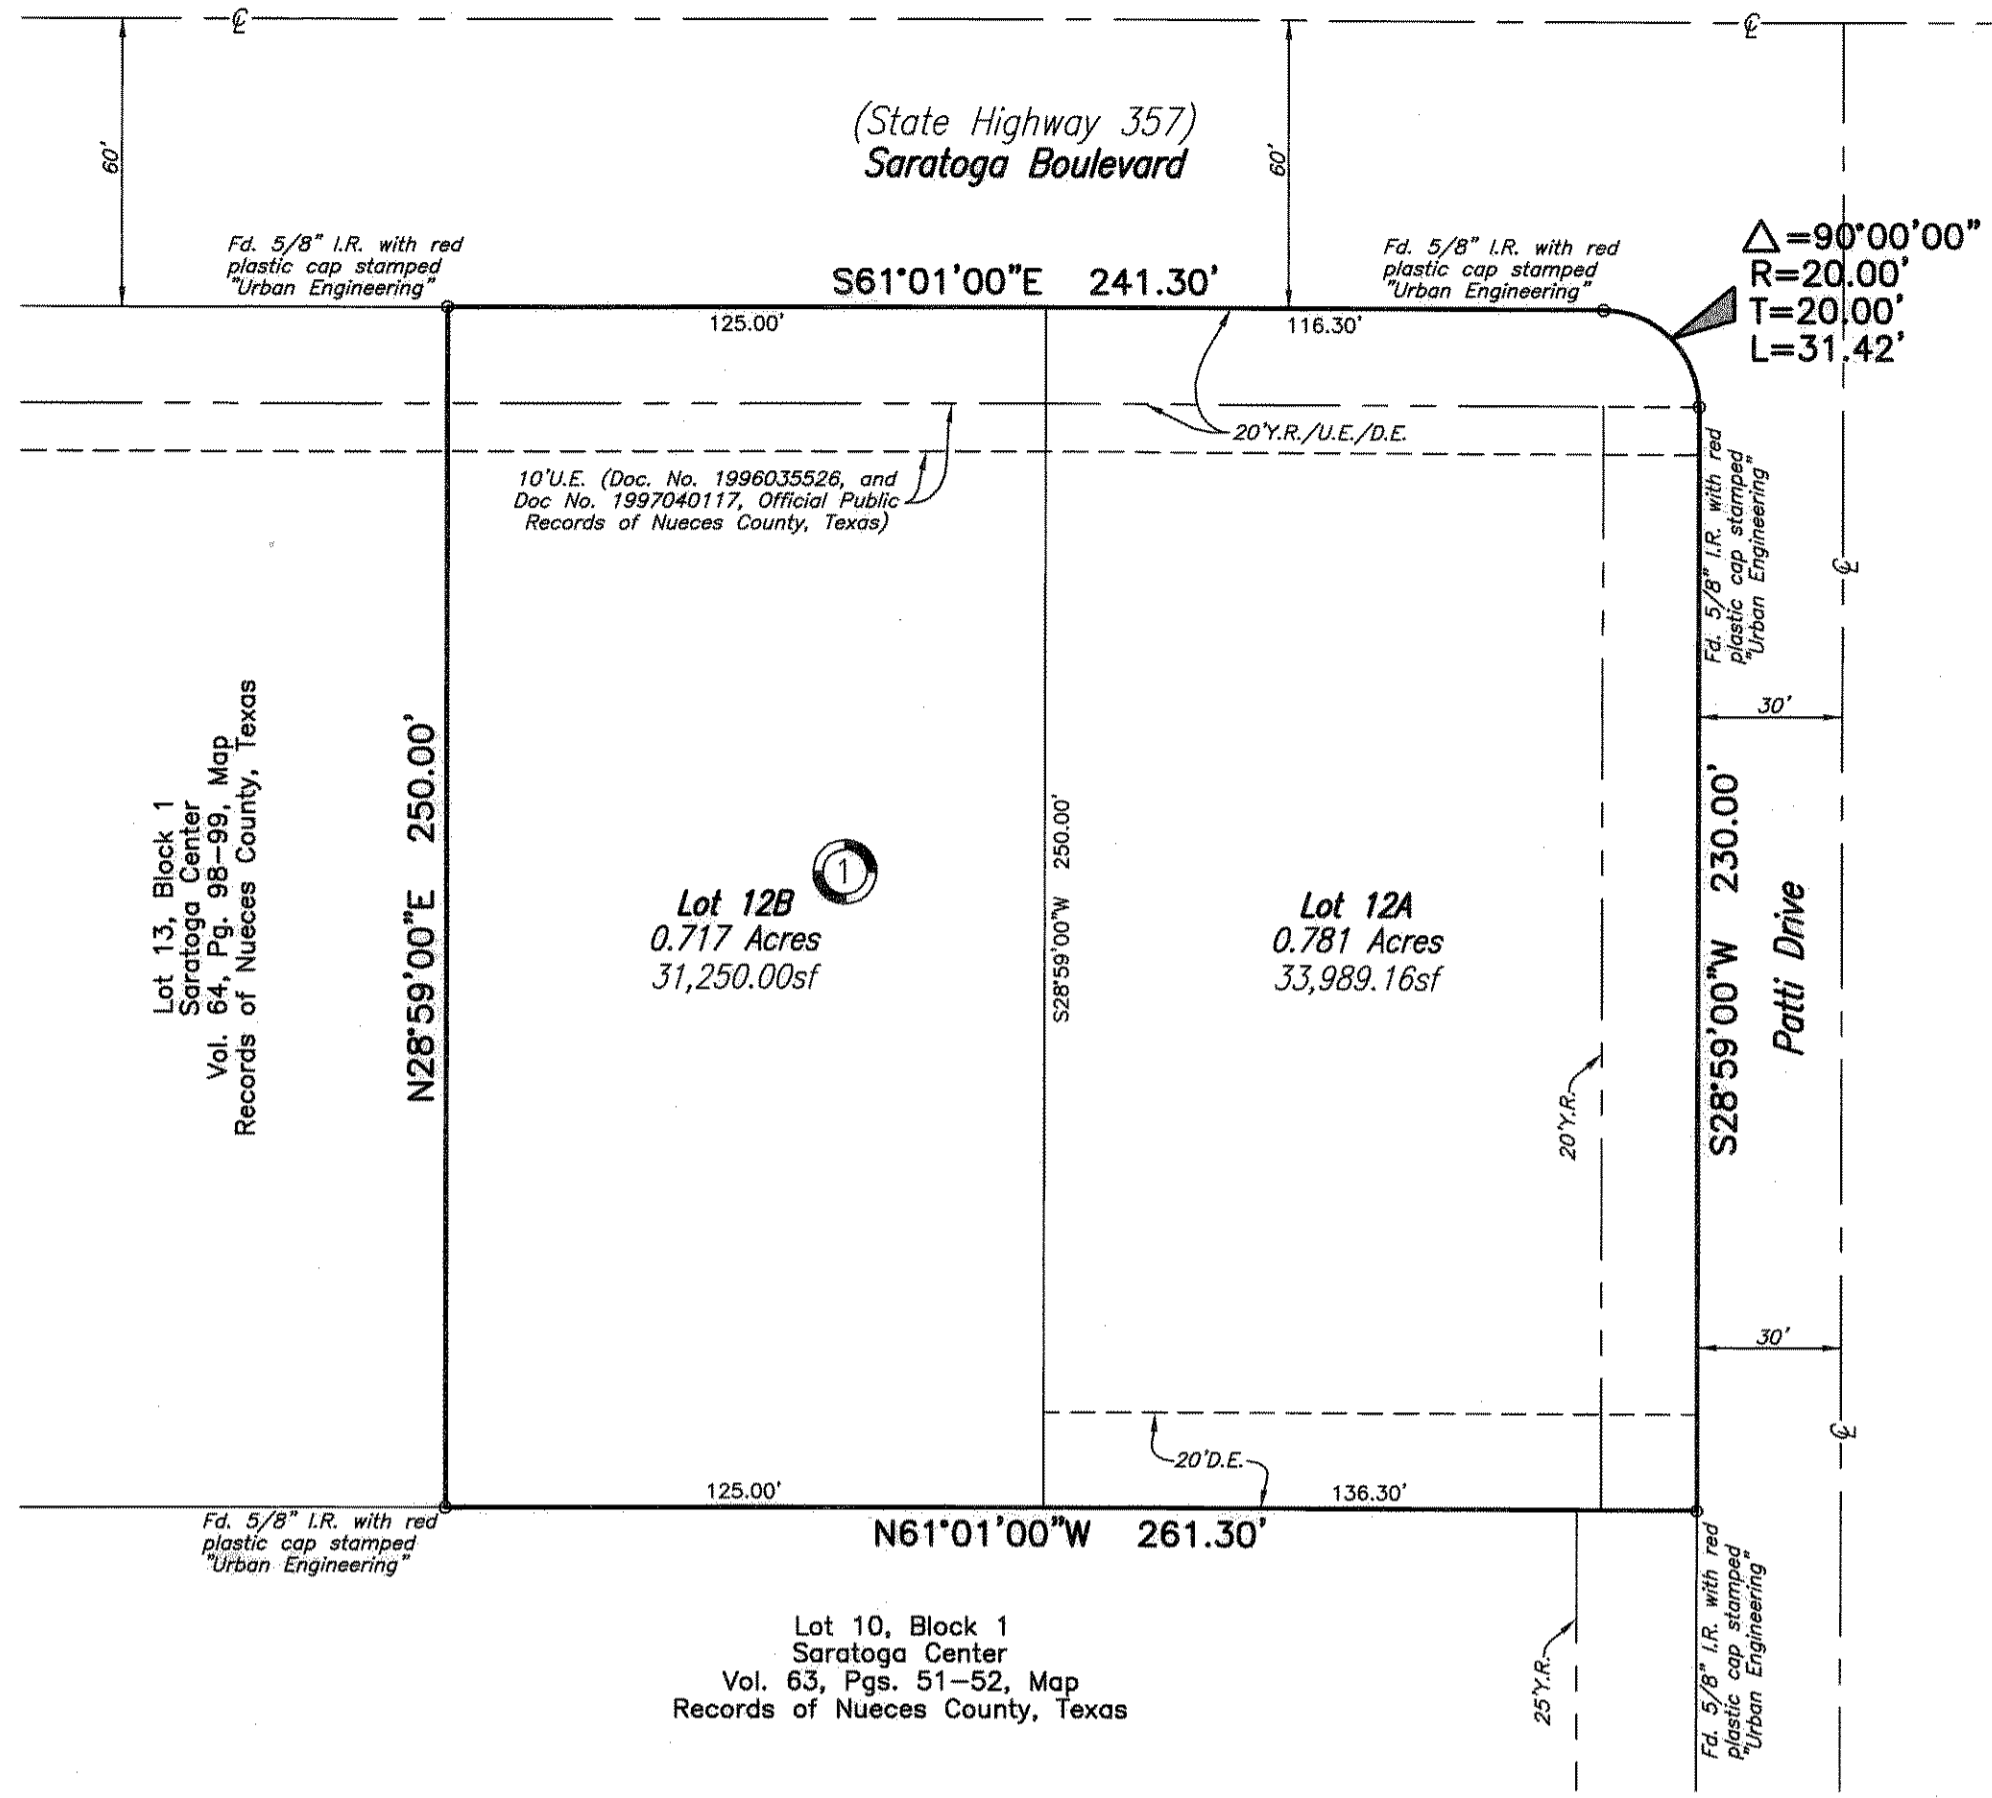 ℄
℄
60'
60'
(State Highway 357)
Saratoga Boulevard
Fd. 5/8" I.R. with red
plastic cap stamped
"Urban Engineering"
S61°01'00"E 241.30'
Fd. 5/8" I.R. with red
plastic cap stamped
"Urban Engineering"
△=90°00'00"
R=20.00'
T=20.00'
L=31.42'
125.00'
116.30'
20'Y.R./U.E./D.E.
10'U.E. (Doc. No. 1996035526, and
Doc No. 1997040117, Official Public
Records of Nueces County, Texas)
Fd. 5/8" I.R. with red
plastic cap stamped
"Urban Engineering"
℄
30'
Lot 13, Block 1
Saratoga Center
Vol. 64, Pg. 98-99, Map
Records of Nueces County, Texas
N28°59'00"E 250.00'
1
Lot 12B
0.717 Acres
31,250.00sf
S28°59'00"W 250.00'
Lot 12A
0.781 Acres
33,989.16sf
S28°59'00"W 230.00'
Patti Drive
20'Y.R.
30'
℄
20'D.E.
125.00'
136.30'
N61°01'00"W 261.30'
Fd. 5/8" I.R. with red
plastic cap stamped
"Urban Engineering"
Fd. 5/8" I.R. with red
plastic cap stamped
"Urban Engineering"
25'Y.R.
Lot 10, Block 1
Saratoga Center
Vol. 63, Pgs. 51-52, Map
Records of Nueces County, Texas